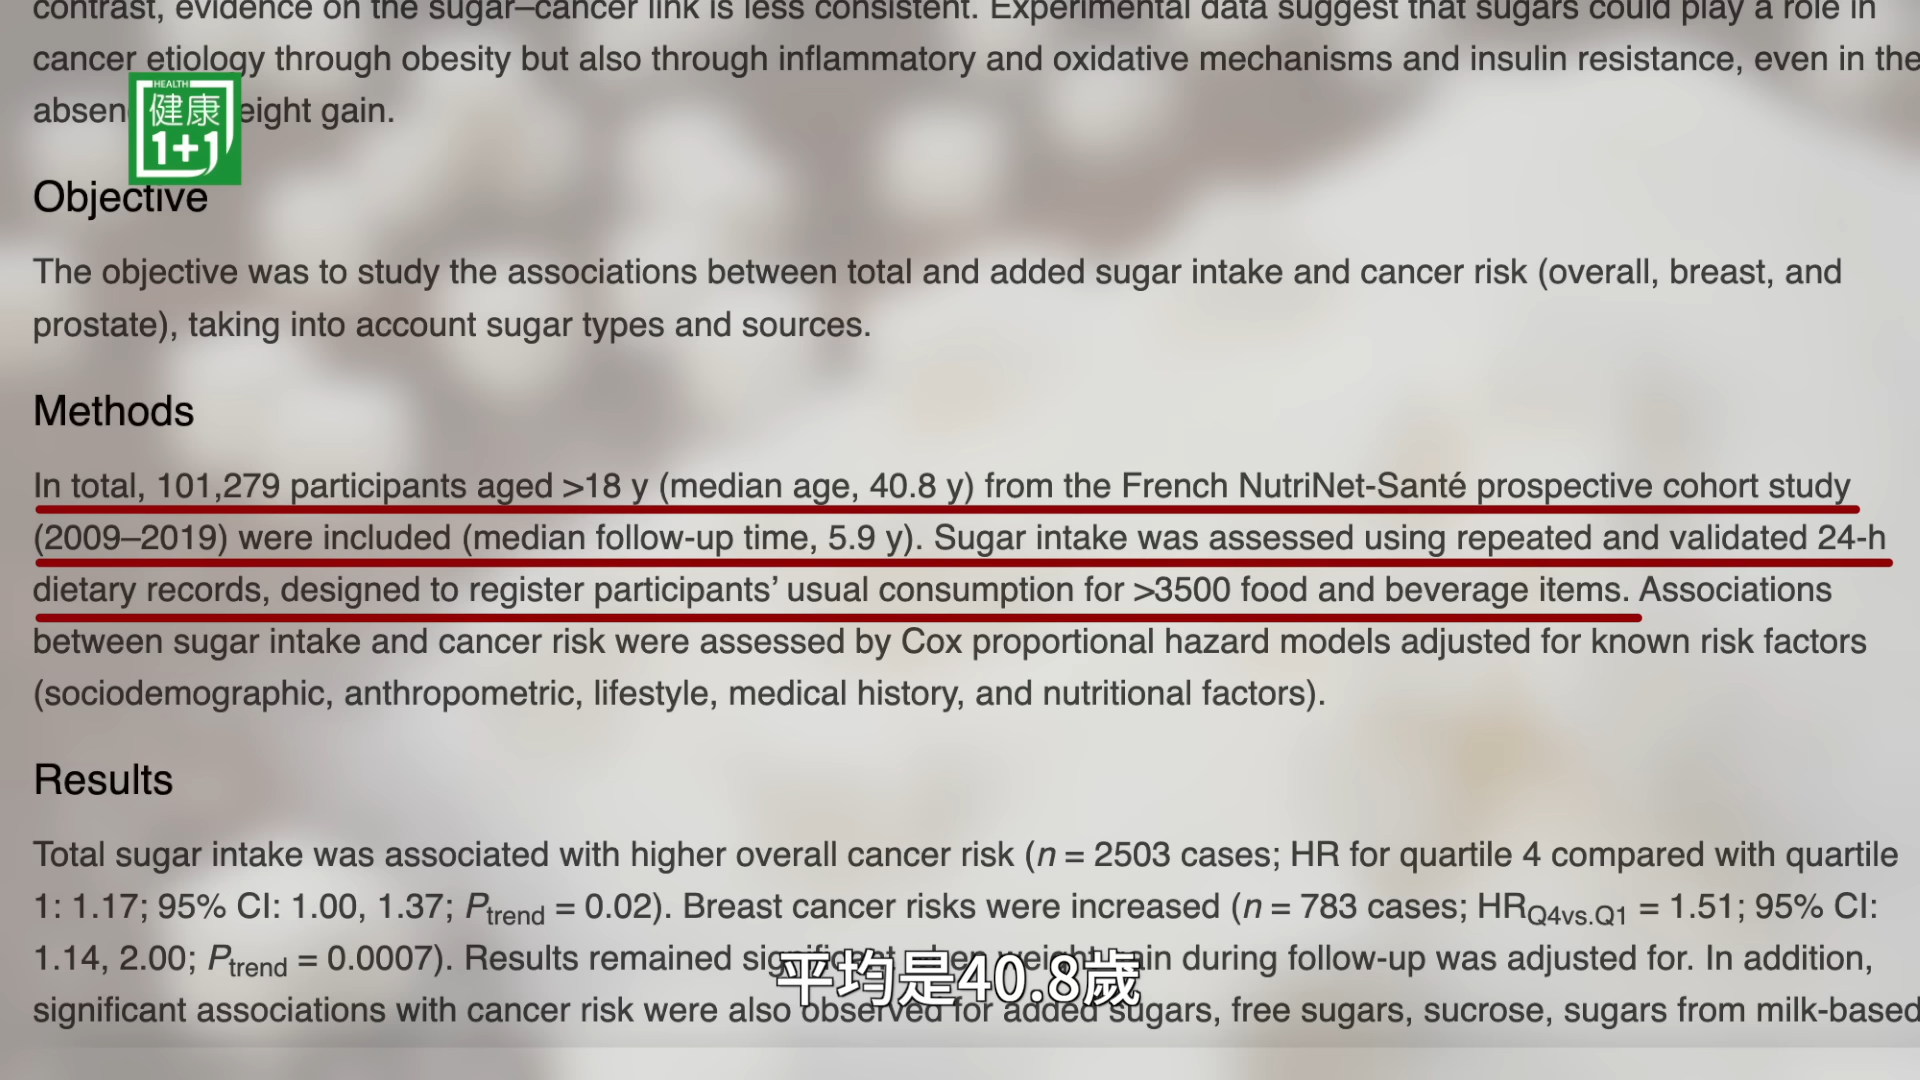 contrast, evidence on the sugar–cancer link is less consistent. Experimental data suggest that sugars could play a role in
cancer etiology through obesity but also through inflammatory and oxidative mechanisms and insulin resistance, even in the
absen eight gain.
HEALTH
健康
1+1
Objective
The objective was to study the associations between total and added sugar intake and cancer risk (overall, breast, and
prostate), taking into account sugar types and sources.
Methods
In total, 101,279 participants aged >18 y (median age, 40.8 y) from the French NutriNet-Santé prospective cohort study
(2009–2019) were included (median follow-up time, 5.9 y). Sugar intake was assessed using repeated and validated 24-h
dietary records, designed to register participants’ usual consumption for >3500 food and beverage items. Associations
between sugar intake and cancer risk were assessed by Cox proportional hazard models adjusted for known risk factors
(sociodemographic, anthropometric, lifestyle, medical history, and nutritional factors).
Results
Total sugar intake was associated with higher overall cancer risk (n = 2503 cases; HR for quartile 4 compared with quartile
1: 1.17; 95% CI: 1.00, 1.37; Ptrend = 0.02). Breast cancer risks were increased (n = 783 cases; HRQ4vs.Q1 = 1.51; 95% CI:
1.14, 2.00; Ptrend = 0.0007). Results remained significant when weight gain during follow-up was adjusted for. In addition,
significant associations with cancer risk were also observed for added sugars, free sugars, sucrose, sugars from milk-based
平均是40.8歲